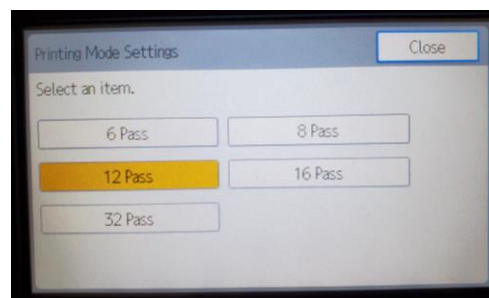 Printing Mode Settings
Close
Select an item.
6 Pass
8 Pass
12 Pass
16 Pass
32 Pass